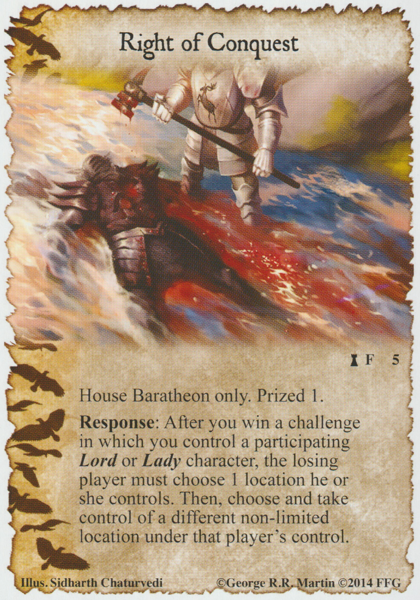 Right of Conquest
F 5
House Baratheon only. Prized 1.
Response: After you win a challenge
in which you control a participating
Lord or Lady character, the losing
player must choose 1 location he or
she controls. Then, choose and take
control of a different non-limited
location under that player's control.
Illus. Sidharth Chaturvedi ©George R.R. Martin ©2014 FFG